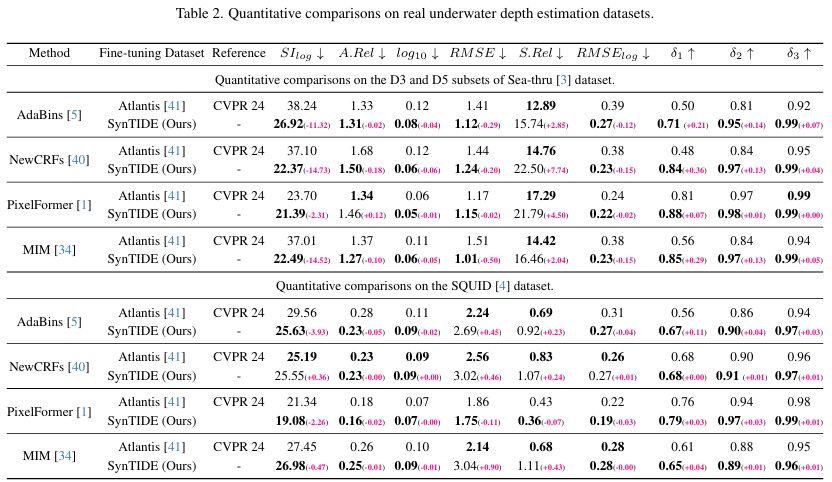 Table 2. Quantitative comparisons on real underwater depth estimation datasets.
Method Fine-tuning Dataset Reference SI_log ↓ A.Rel ↓ log_10 ↓ RMSE ↓ S.Rel ↓ RMSE_log ↓ δ_1 ↑ δ_2 ↑ δ_3 ↑
Quantitative comparisons on the D3 and D5 subsets of Sea-thru [3] dataset.
AdaBins [5] Atlantis [41] CVPR 24 38.24 1.33 0.12 1.41 12.89 0.39 0.50 0.81 0.92
SynTIDE (Ours) - 26.92(-11.32) 1.31(-0.02) 0.08(-0.04) 1.12(-0.29) 15.74(+2.85) 0.27(-0.12) 0.71 (+0.21) 0.95(+0.14) 0.99(+0.07)
NewCRFs [40] Atlantis [41] CVPR 24 37.10 1.68 0.12 1.44 14.76 0.38 0.48 0.84 0.95
SynTIDE (Ours) - 22.37(-14.73) 1.50(-0.18) 0.06(-0.06) 1.24(-0.20) 22.50(+7.74) 0.23(-0.15) 0.84(+0.36) 0.97(+0.13) 0.99(+0.04)
PixelFormer [1] Atlantis [41] CVPR 24 23.70 1.34 0.06 1.17 17.29 0.24 0.81 0.97 0.99
SynTIDE (Ours) - 21.39(-2.31) 1.46(+0.12) 0.05(-0.01) 1.15(-0.02) 21.79(+4.50) 0.22(-0.02) 0.88(+0.07) 0.98(+0.01) 0.99(+0.00)
MIM [34] Atlantis [41] CVPR 24 37.01 1.37 0.11 1.51 14.42 0.38 0.56 0.84 0.94
SynTIDE (Ours) - 22.49(-14.52) 1.27(-0.10) 0.06(-0.05) 1.01(-0.50) 16.46(+2.04) 0.23(-0.15) 0.85(+0.29) 0.97(+0.13) 0.99(+0.05)
Quantitative comparisons on the SQUID [4] dataset.
AdaBins [5] Atlantis [41] CVPR 24 29.56 0.28 0.11 2.24 0.69 0.31 0.56 0.86 0.94
SynTIDE (Ours) - 25.63(-3.93) 0.23(-0.05) 0.09(-0.02) 2.69(+0.45) 0.92(+0.23) 0.27(-0.04) 0.67(+0.11) 0.90(+0.04) 0.97(+0.03)
NewCRFs [40] Atlantis [41] CVPR 24 25.19 0.23 0.09 2.56 0.83 0.26 0.68 0.90 0.96
SynTIDE (Ours) - 25.55(+0.36) 0.23(-0.00) 0.09(+0.00) 3.02(+0.46) 1.07(+0.24) 0.27(+0.01) 0.68(+0.00) 0.91 (+0.01) 0.97(+0.01)
PixelFormer [1] Atlantis [41] CVPR 24 21.34 0.18 0.07 1.86 0.43 0.22 0.76 0.94 0.98
SynTIDE (Ours) - 19.08(-2.26) 0.16(-0.02) 0.07(-0.00) 1.75(-0.11) 0.36(-0.07) 0.19(-0.03) 0.79(+0.03) 0.97(+0.03) 0.99(+0.01)
MIM [34] Atlantis [41] CVPR 24 27.45 0.26 0.10 2.14 0.68 0.28 0.61 0.88 0.95
SynTIDE (Ours) - 26.98(-0.47) 0.25(-0.01) 0.09(-0.01) 3.04(+0.90) 1.11(+0.43) 0.28(-0.00) 0.65(+0.04) 0.89(+0.01) 0.96(+0.01)